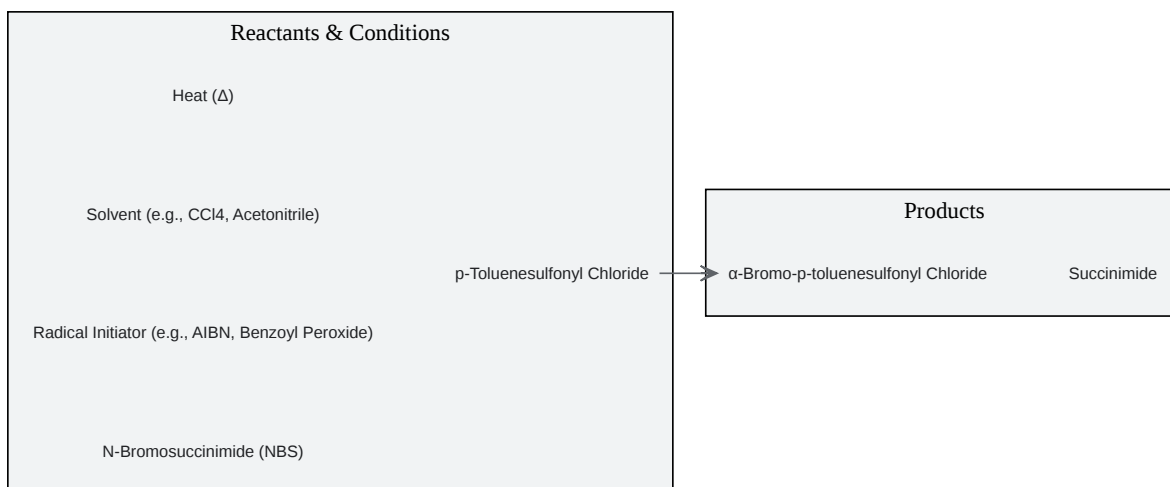 Reactants & Conditions
Heat (Δ)
Solvent (e.g., CCl4, Acetonitrile)
p-Toluenesulfonyl Chloride
Radical Initiator (e.g., AIBN, Benzoyl Peroxide)
N-Bromosuccinimide (NBS)
Products
α-Bromo-p-toluenesulfonyl Chloride
Succinimide